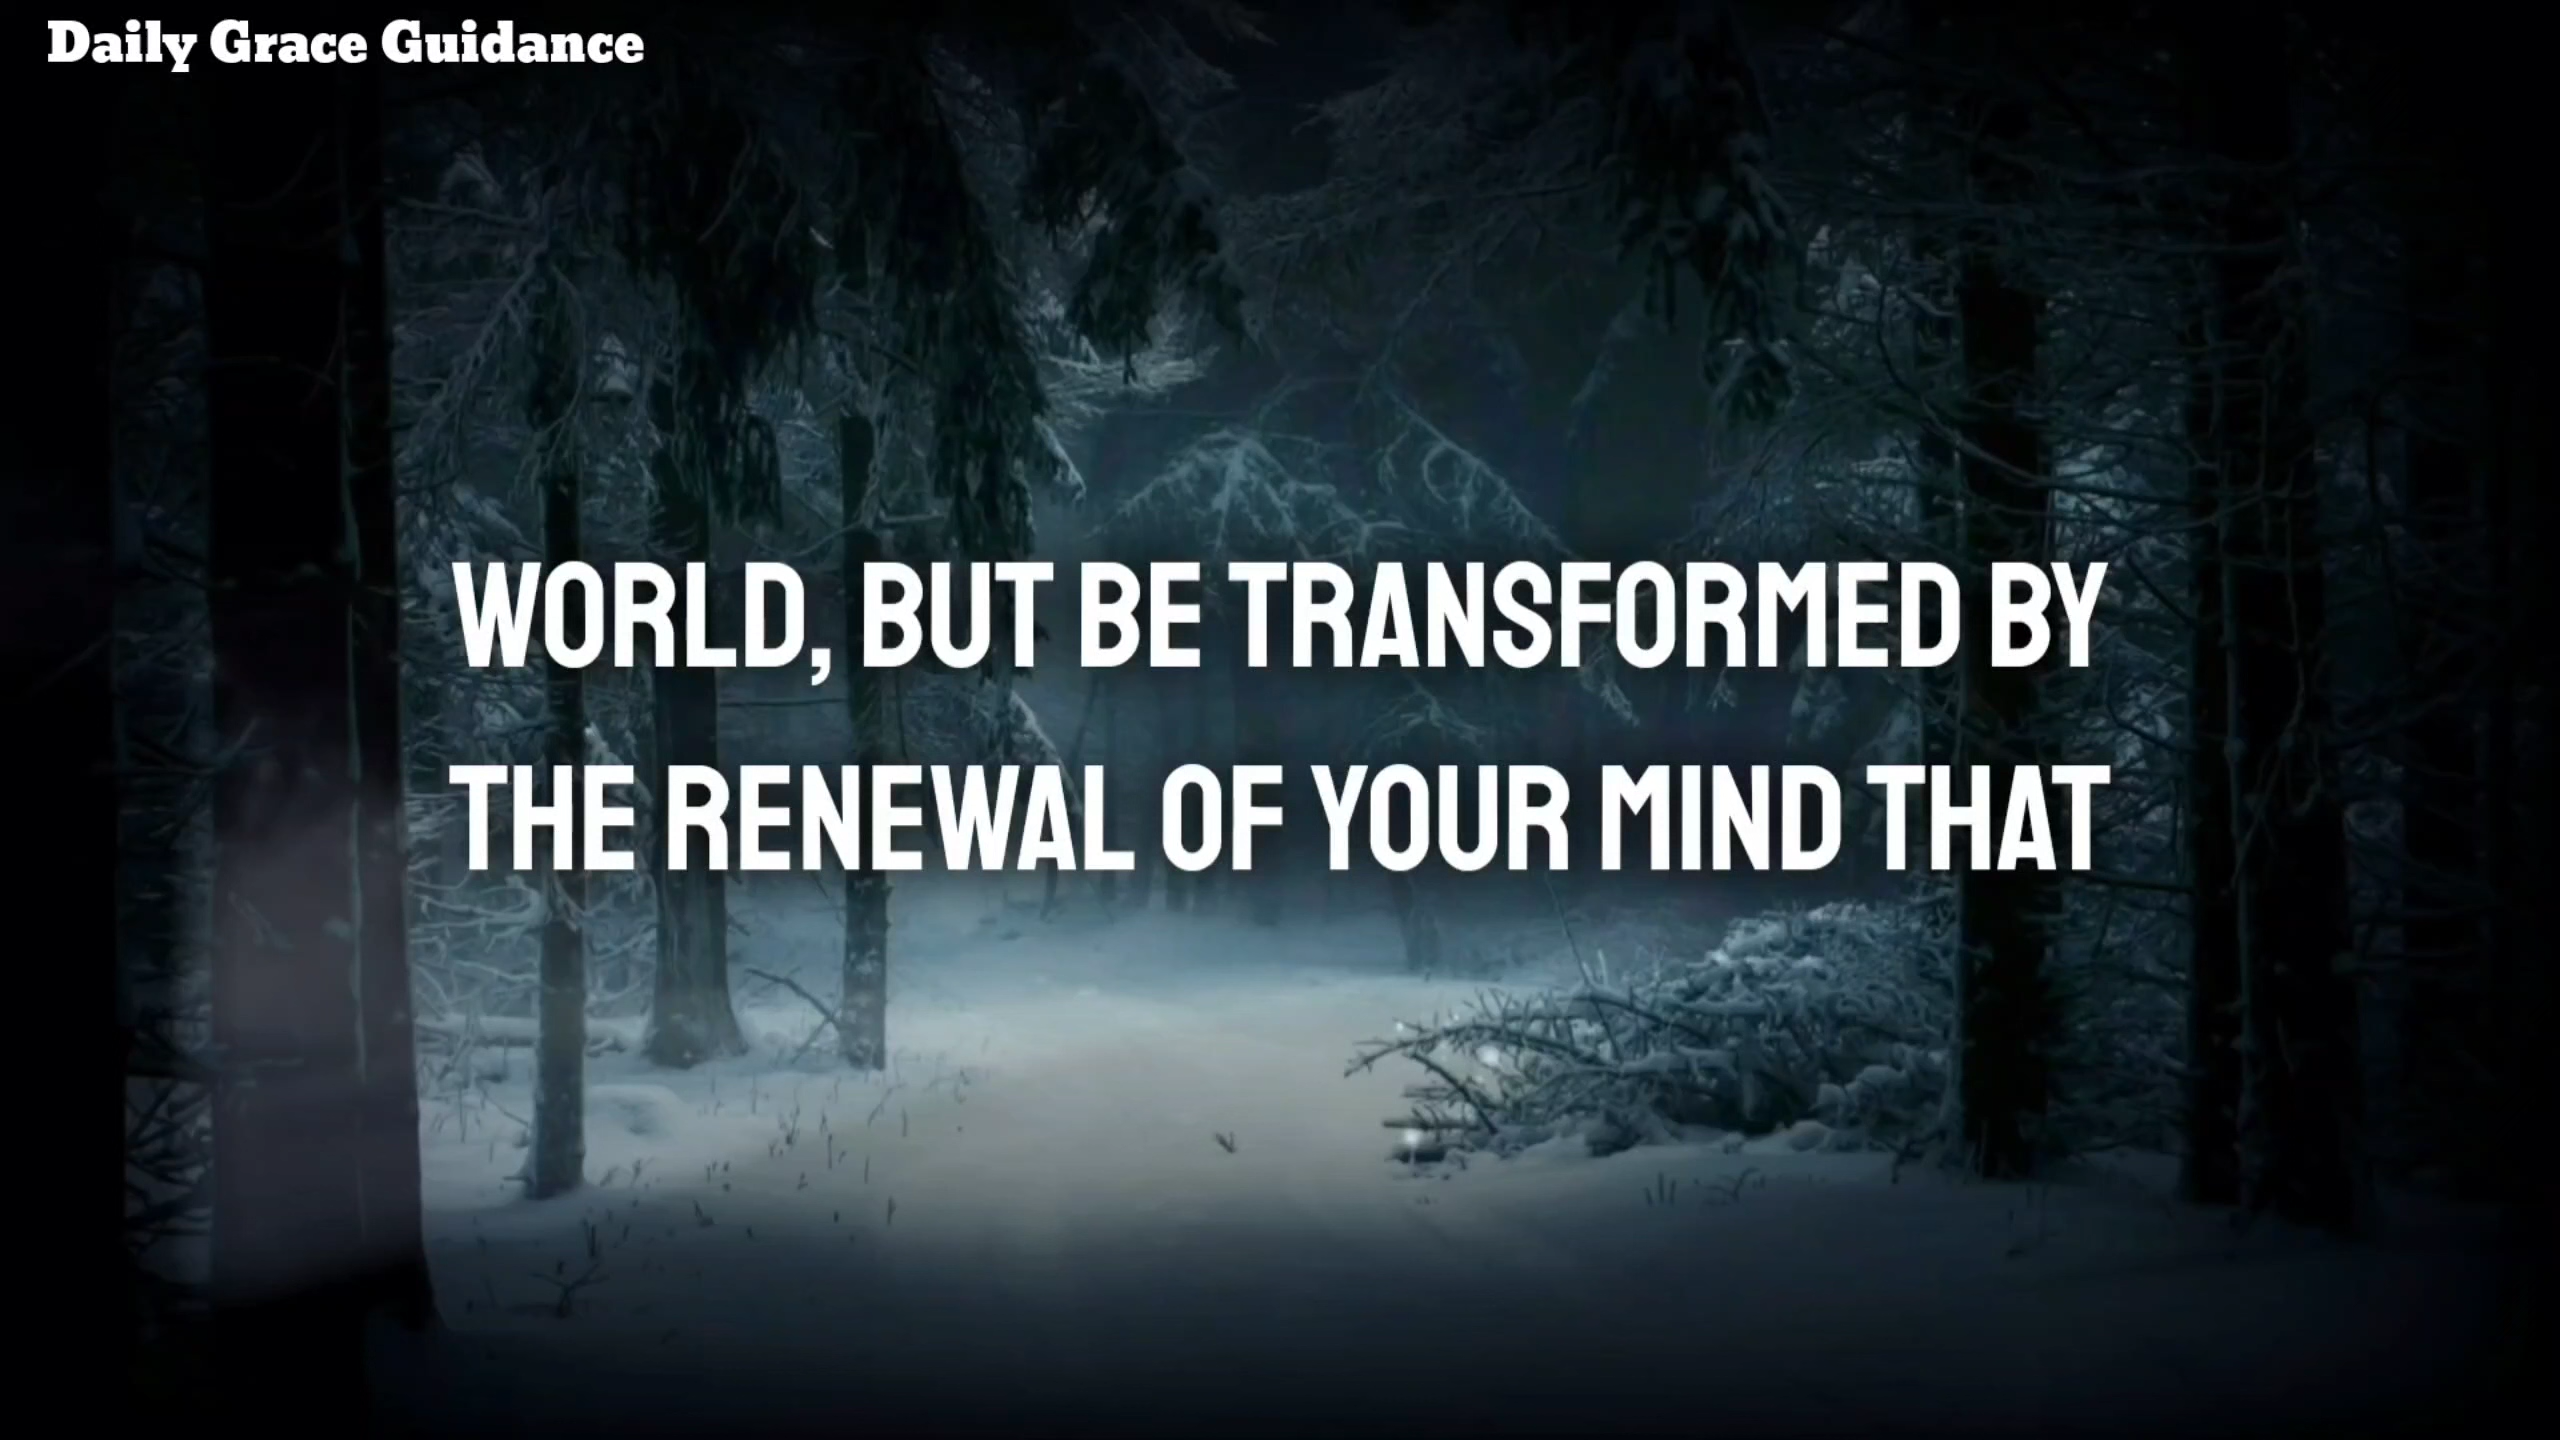 Daily Grace Guidance
WORLD, BUT BE TRANSFORMED BY
THE RENEWAL OF YOUR MIND THAT